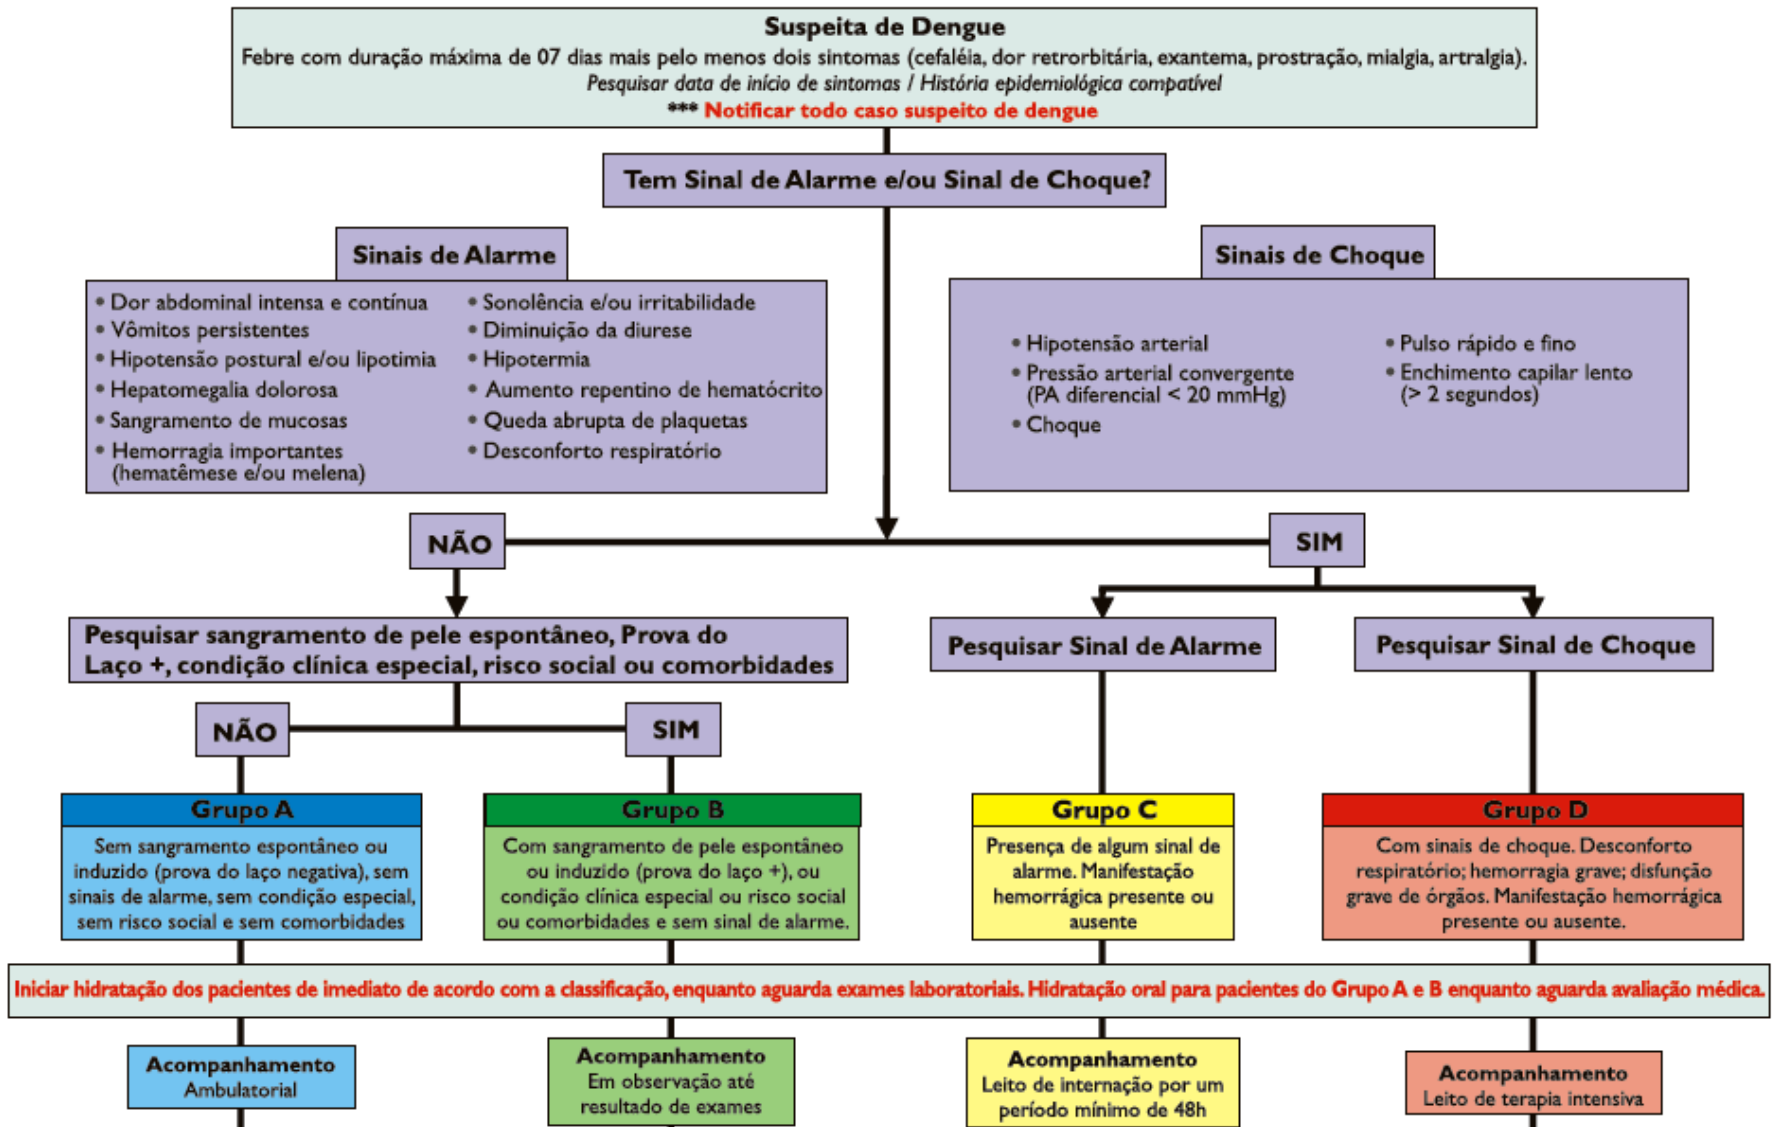 Suspeita de Dengue
Febre com duração máxima de 07 dias mais pelo menos dois sintomas (cefaléia, dor retrorbitária, exantema, prostração, mialgia, artralgia).
Pesquisar data de início de sintomas / História epidemiológica compatível
*** Notificar todo caso suspeito de dengue
Tem Sinal de Alarme e/ou Sinal de Choque?
Sinais de Alarme
• Dor abdominal intensa e contínua
• Vômitos persistentes
• Hipotensão postural e/ou lipotimia
• Hepatomegalia dolorosa
• Sangramento de mucosas
• Hemorragia importantes
(hematêmese e/ou melena)
• Sonolência e/ou irritabilidade
• Diminuição da diurese
• Hipotermia
• Aumento repentino de hematócrito
• Queda abrupta de plaquetas
• Desconforto respiratório
Sinais de Choque
• Hipotensão arterial
• Pressão arterial convergente
(PA diferencial < 20 mmHg)
• Choque
• Pulso rápido e fino
• Enchimento capilar lento
(> 2 segundos)
NÃO
SIM
Pesquisar sangramento de pele espontâneo, Prova do
Laço +, condição clínica especial, risco social ou comorbidades
Pesquisar Sinal de Alarme
Pesquisar Sinal de Choque
NÃO
SIM
Grupo A
Sem sangramento espontâneo ou
induzido (prova do laço negativa), sem
sinais de alarme, sem condição especial,
sem risco social e sem comorbidades
Grupo B
Com sangramento de pele espontâneo
ou induzido (prova do laço +), ou
condição clínica especial ou risco social
ou comorbidades e sem sinal de alarme.
Grupo C
Presença de algum sinal de
alarme. Manifestação
hemorrágica presente ou
ausente
Grupo D
Com sinais de choque. Desconforto
respiratório; hemorragia grave; disfunção
grave de órgãos. Manifestação hemorrágica
presente ou ausente.
Iniciar hidratação dos pacientes de imediato de acordo com a classificação, enquanto aguarda exames laboratoriais. Hidratação oral para pacientes do Grupo A e B enquanto aguarda avaliação médica.
Acompanhamento
Ambulatorial
Acompanhamento
Em observação até
resultado de exames
Acompanhamento
Leito de internação por um
período mínimo de 48h
Acompanhamento
Leito de terapia intensiva